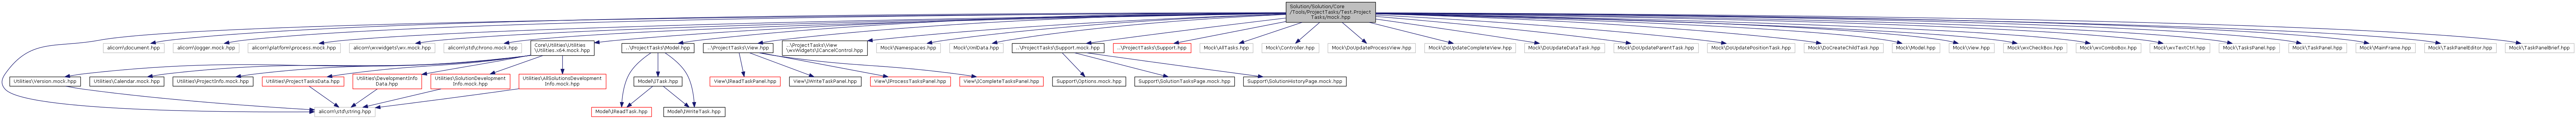 Solution/Solution/Core
/Tools/ProjectTasks/Test.Project
Tasks/mock.hpp
alicorn/document.hpp
alicorn/logger.mock.hpp
alicorn/platform/process.mock.hpp
alicorn/wxwidgets/wx.mock.hpp
alicorn/std/chrono.mock.hpp
Core\Utilities\Utilities
\Utilities.x64.mock.hpp
..\ProjectTasks\Model.hpp
..\ProjectTasks\View.hpp
..\ProjectTasks\View
\wxWidgets\ICancelControl.hpp
Mock\Namespaces.hpp
Mock\XmlData.hpp
..\ProjectTasks\Support.mock.hpp
..\ProjectTasks\Support.hpp
Mock\AllTasks.hpp
Mock\Controller.hpp
Mock\DoUpdateProcessView.hpp
Mock\DoUpdateCompleteView.hpp
Mock\DoUpdateDataTask.hpp
Mock\DoUpdateParentTask.hpp
Mock\DoUpdatePositionTask.hpp
Mock\DoCreateChildTask.hpp
Mock\Model.hpp
Mock\View.hpp
Mock\wxCheckBox.hpp
Mock\wxComboBox.hpp
Mock\wxTextCtrl.hpp
Mock\TasksPanel.hpp
Mock\TaskPanel.hpp
Mock\MainFrame.hpp
Mock\TaskPanelEditor.hpp
Mock\TaskPanelBrief.hpp
Utilities\Version.mock.hpp
Utilities\Calendar.mock.hpp
Utilities\ProjectInfo.mock.hpp
Utilities\ProjectTasksData.hpp
Utilities\DevelopmentInfo
Data.hpp
Utilities\SolutionDevelopment
Info.mock.hpp
Utilities\AllSolutionsDevelopment
Info.mock.hpp
Model\ITask.hpp
View\IReadTaskPanel.hpp
View\IWriteTaskPanel.hpp
View\IProcessTasksPanel.hpp
View\ICompleteTasksPanel.hpp
Support\Options.mock.hpp
Support\SolutionTasksPage.mock.hpp
Support\SolutionHistoryPage.mock.hpp
alicorn\std\string.hpp
Model\IReadTask.hpp
Model\IWriteTask.hpp